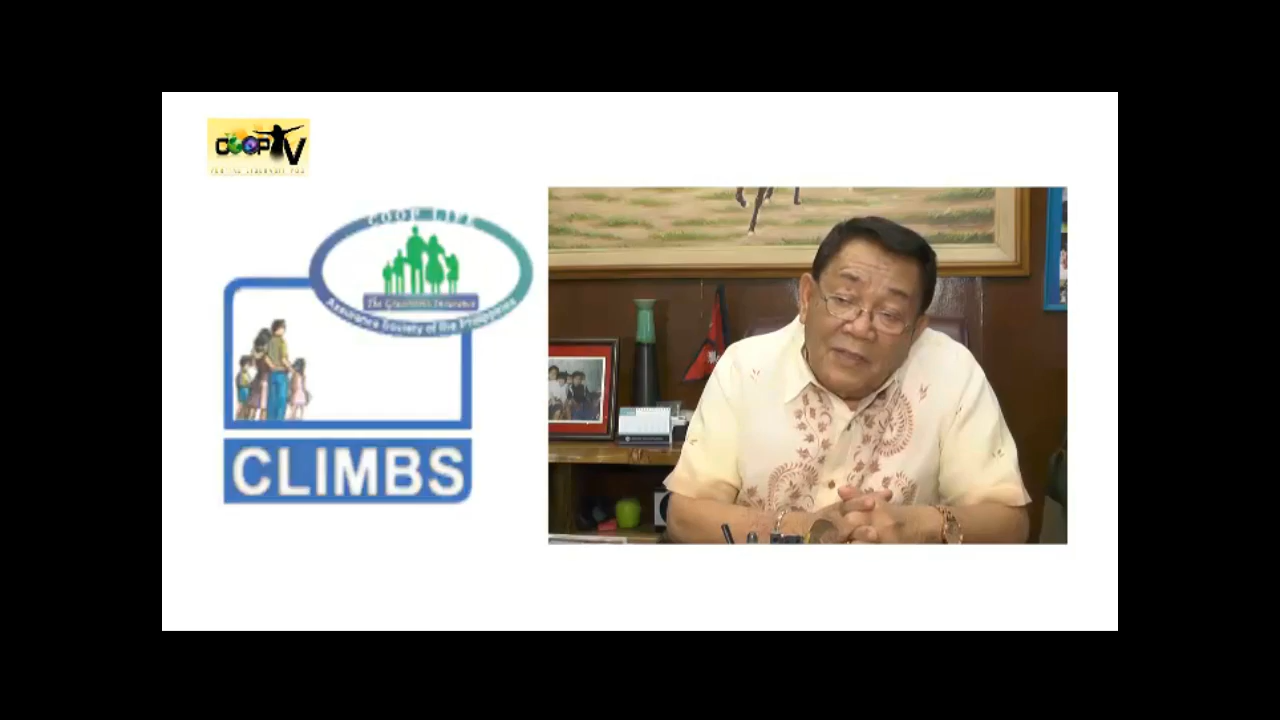 COOP TV
COOP LIFE
The Grassroots Insurance
Assurance Society of the Philippines
CLIMBS